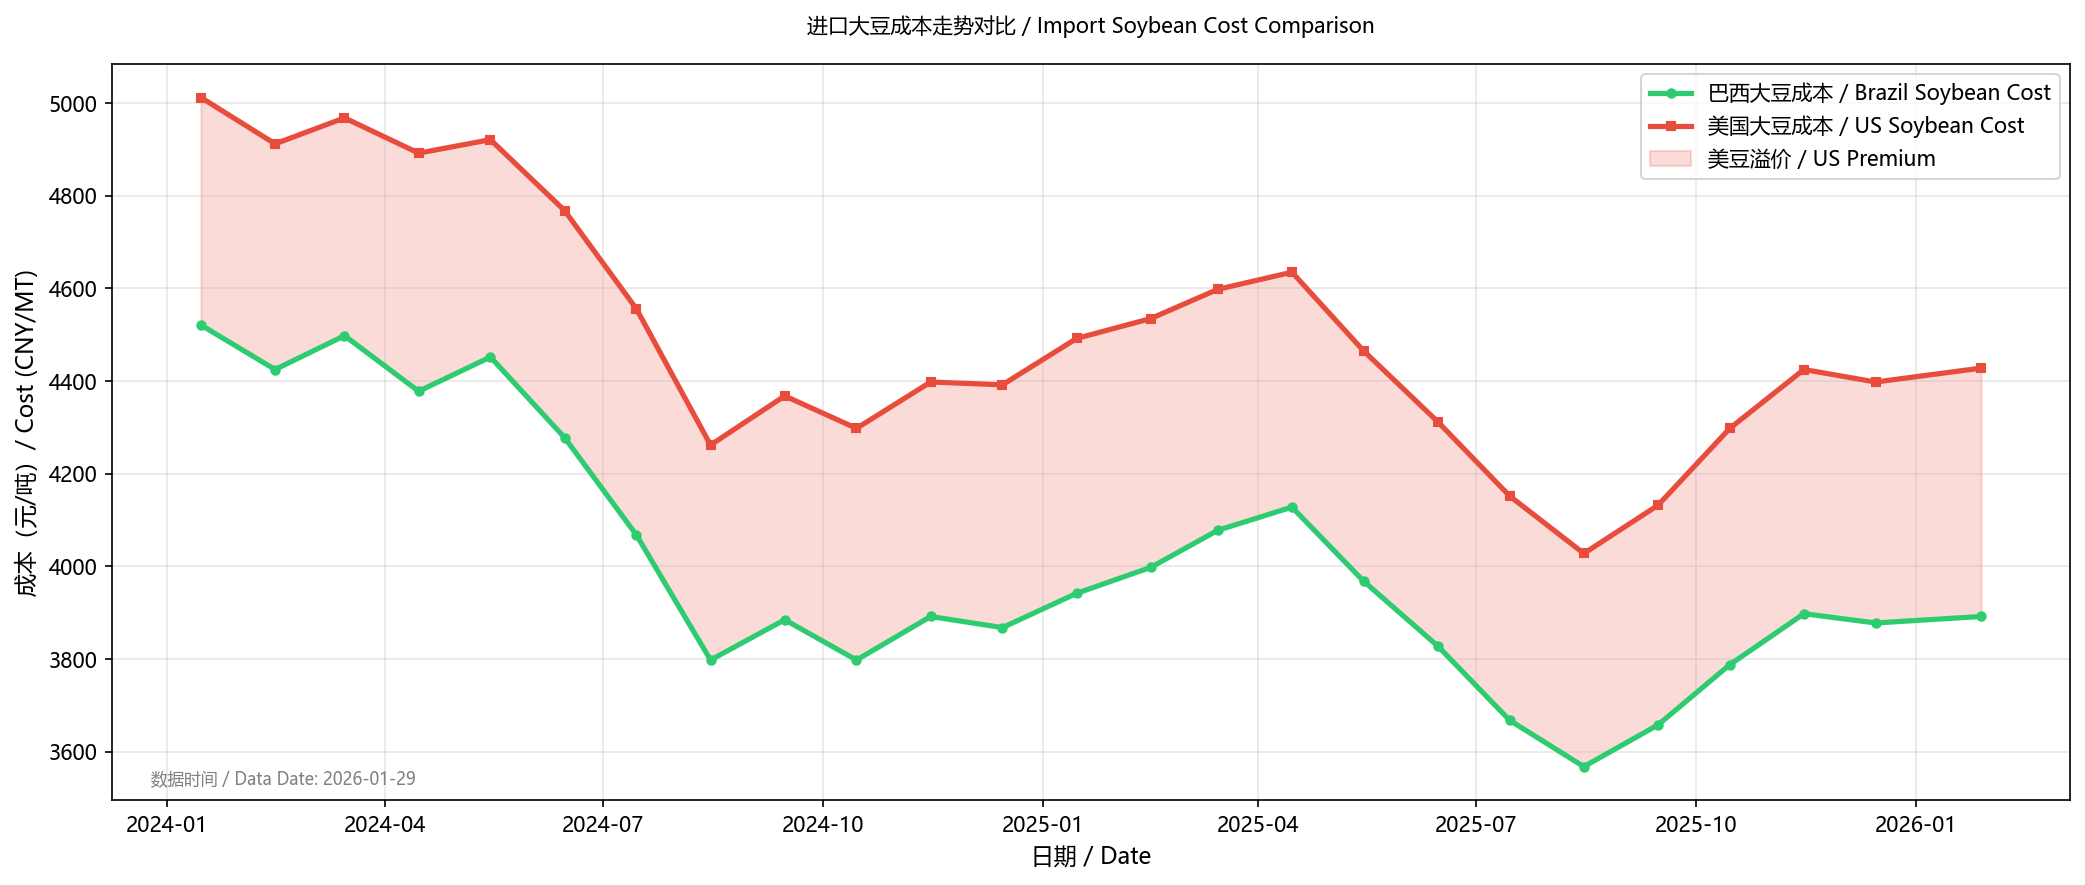 进口大豆成本走势对比 / Import Soybean Cost Comparison
巴西大豆成本 / Brazil Soybean Cost
美国大豆成本 / US Soybean Cost
美豆溢价 / US Premium
成本（元/吨）/ Cost (CNY/MT)
5000
4800
4600
4400
4200
4000
3800
3600
数据时间 / Data Date: 2026-01-29
2024-01
2024-04
2024-07
2024-10
2025-01
2025-04
2025-07
2025-10
2026-01
日期 / Date